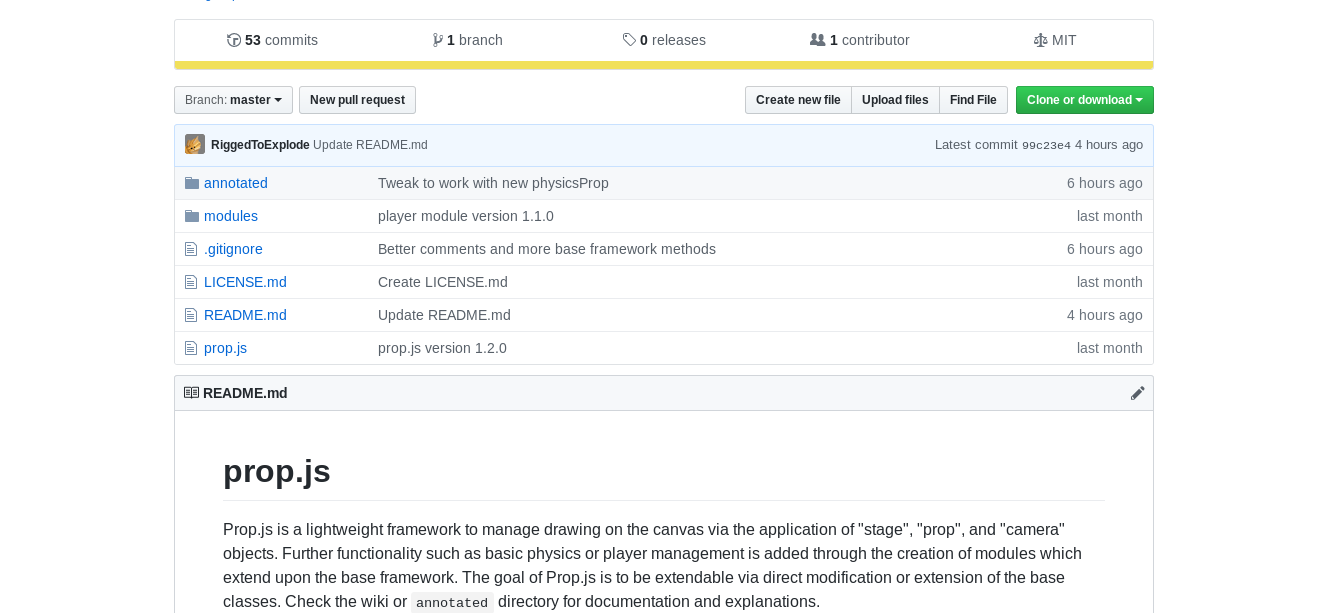 53 commits 1 branch 0 releases 1 contributor MIT
Branch: master New pull request Create new file Upload files Find File Clone or download
RiggedToExplode Update README.md Latest commit 99c23e4 4 hours ago
annotated Tweak to work with new physicsProp 6 hours ago
modules player module version 1.1.0 last month
.gitignore Better comments and more base framework methods 6 hours ago
LICENSE.md Create LICENSE.md last month
README.md Update README.md 4 hours ago
prop.js prop.js version 1.2.0 last month
README.md
prop.js
Prop.js is a lightweight framework to manage drawing on the canvas via the application of "stage", "prop", and "camera"
objects. Further functionality such as basic physics or player management is added through the creation of modules which
extend upon the base framework. The goal of Prop.js is to be extendable via direct modification or extension of the base
classes. Check the wiki or annotated directory for documentation and explanations.